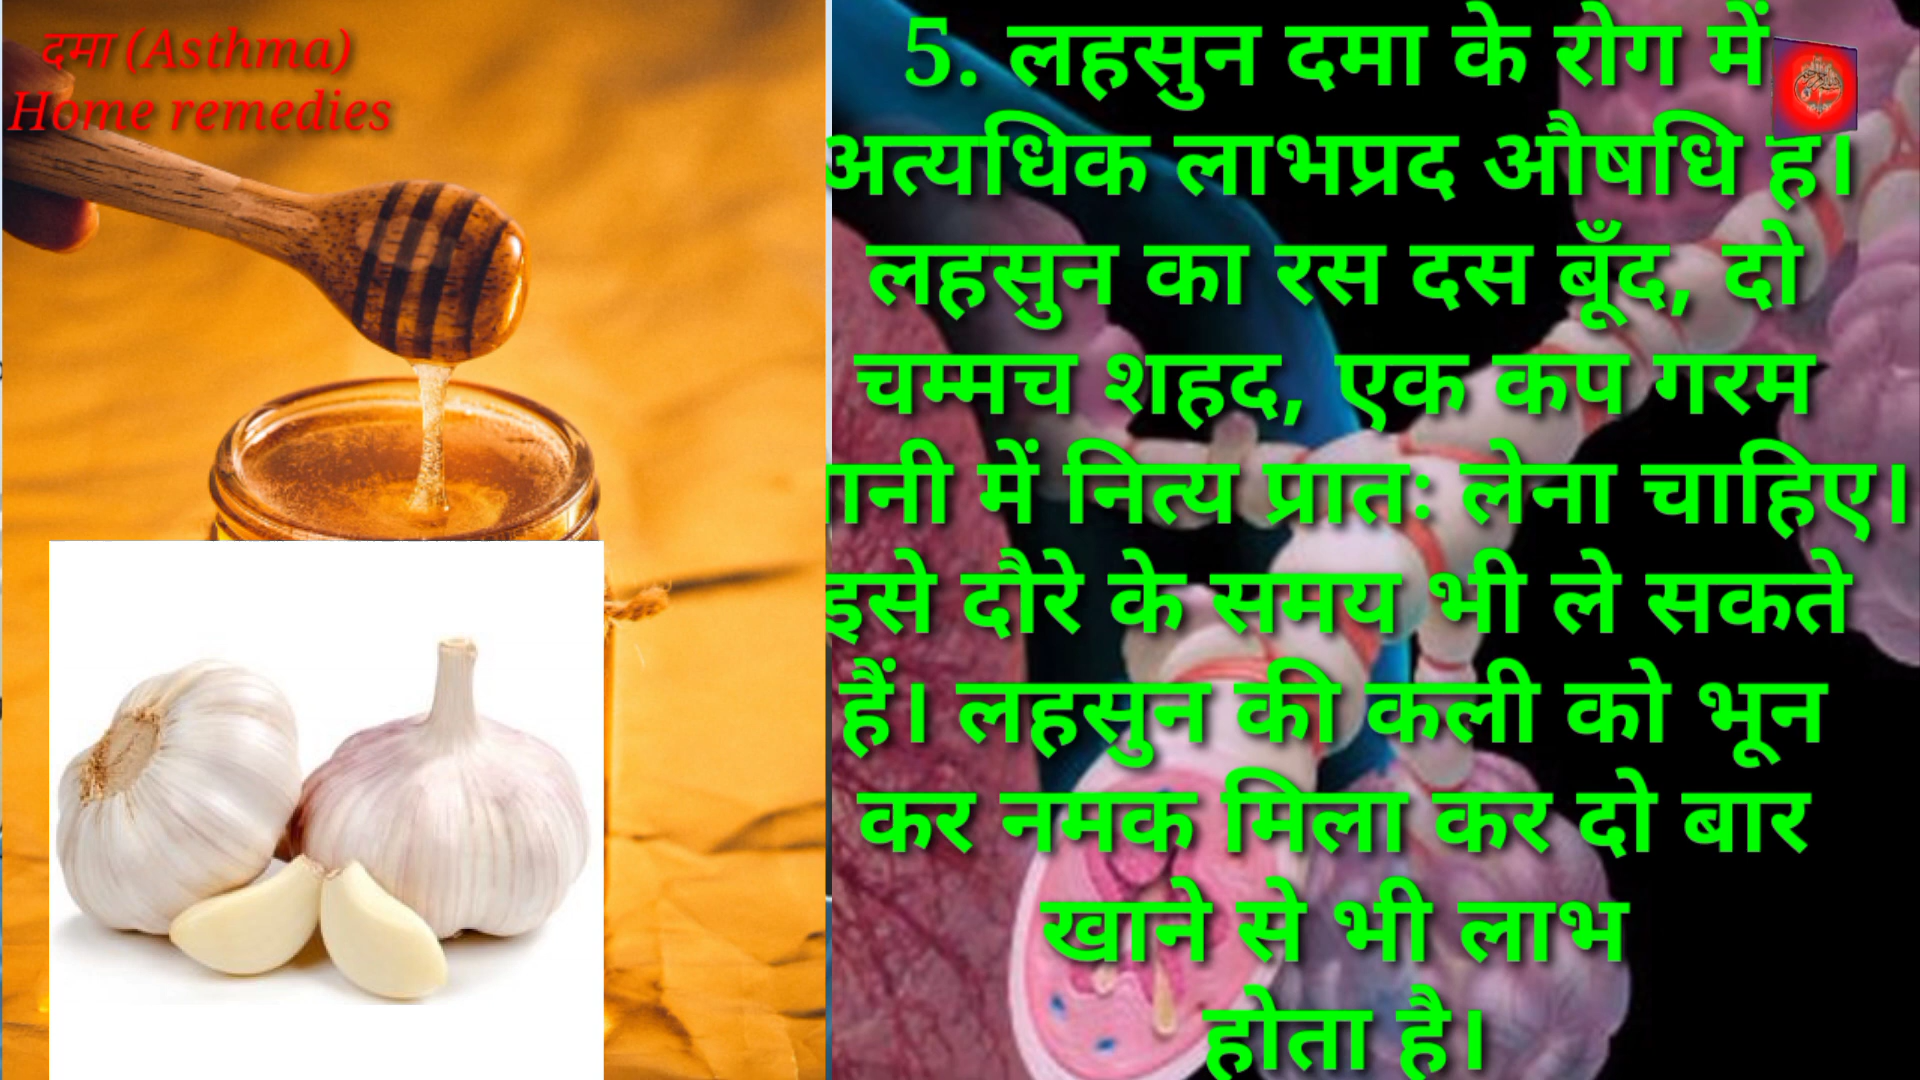 दमा (Asthma)
Home remedies
5. लहसुन दमा के रोग में
अत्यधिक लाभप्रद औषधि ह।
लहसुन का रस दस बूँद, दो
चम्मच शहद, एक कप गरम
ानी में नित्य प्रातः लेना चाहिए।
इसे दौरे के समय भी ले सकते
हैं। लहसुन की कली को भून
कर नमक मिला कर दो बार
खाने से भी लाभ
होता है।